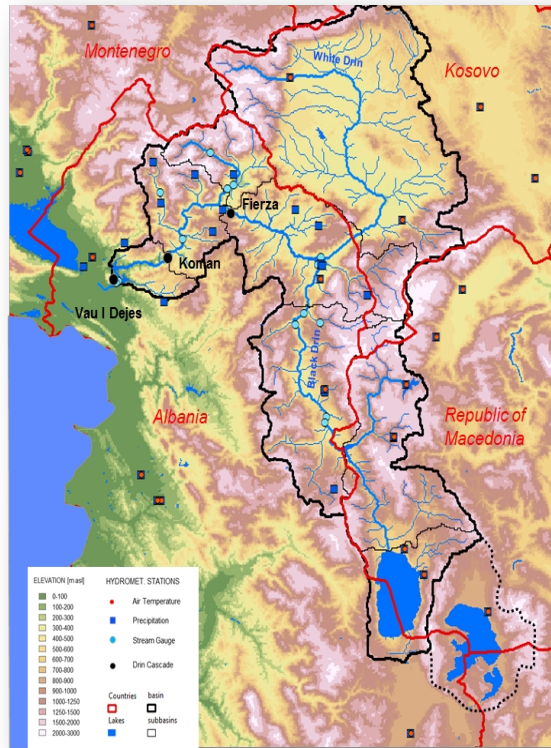 Montenegro
White Drin
Kosovo
Fierza
Koman
Vau I Dejes
Black Drin
Albania
Republic of
Macedonia
ELEVATION [m asl]
0-100
100-200
200-300
300-400
400-500
500-600
600-700
700-800
800-900
900-1000
1000-1250
1250-1500
1500-2000
2000-3000
HYDROMET. STATIONS
Air Temperature
Precipitation
Stream Gauge
Drin Cascade
Countries
basin
Lakes
subbasins